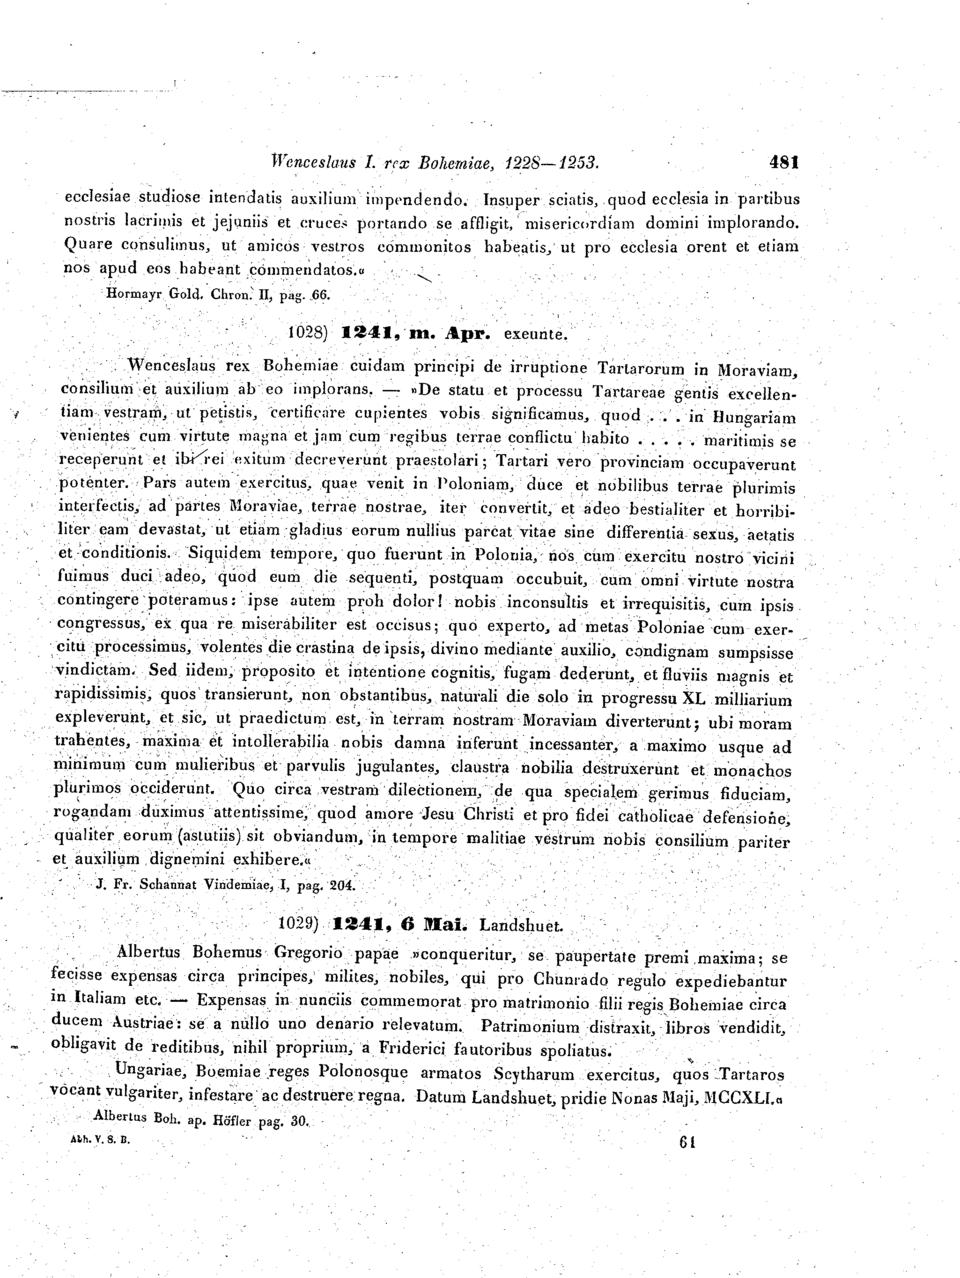 Wenceslaus I. rex Bohemiae, 1228—1253. 481
ecclesiae studiose intendatis auxilium impendendo. Insuper sciatis, quod ecclesia in partibus
nostris lacrimis et jejuniis et cruces portando se affligit, misericordiam domini implorando.
Quare consulimus, ut amicos vestros commonitos habeatis, ut pro ecclesia orent et etiam
nos apud eos habeant commendatos.«
Hormayr Gold. Chron. II, pag. 66.
1028) 1241, m. Apr. exeunte.
Wenceslaus rex Bohemiae cuidam principi de irruptione Tartarorum in Moraviam,
consilium et auxilium ab eo implorans. — »De statu et processu Tartareae gentis excellen-
tiam vestram, ut petistis, certificare cupientes vobis significamus, quod . . . in Hungariam
venientes cum virtute magna et jam cum regibus terrae conflictu habito . . . . . maritimis se
receperunt et ibi rei exitum decreverunt praestolari; Tartari vero provinciam occupaverunt
potenter. Pars autem exercitus, quae venit in Poloniam, duce et nobilibus terrae plurimis
interfectis, ad partes Moraviae, terrae nostrae, iter convertit, et adeo bestialiter et horribi-
liter eam devastat, ut etiam gladius eorum nullius parcat vitae sine differentia sexus, aetatis
et conditionis. Siquidem tempore, quo fuerunt in Polonia, nos cum exercitu nostro vicini
fuimus duci adeo, quod eum die sequenti, postquam occubuit, cum omni virtute nostra
contingere poteramus: ipse autem proh dolor! nobis inconsultis et irrequisitis, cum ipsis
congressus, ex qua re miserabiliter est occisus; quo experto, ad metas Poloniae cum exer-
citu processimus, volentes die crastina de ipsis, divino mediante auxilio, condignam sumpsisse
vindictam. Sed iidem, proposito et intentione cognitis, fugam dederunt, et fluviis magnis et
rapidissimis, quos transierunt, non obstantibus, naturali die solo in progressu XL milliarium
expleverunt, et sic, ut praedictum est, in terram nostram Moraviam diverterunt; ubi moram
trahentes, maxima et intollerabilia nobis damna inferunt incessanter, a maximo usque ad
minimum cum mulieribus et parvulis jugulantes, claustra nobilia destruxerunt et monachos
plurimos occiderunt. Quo circa vestram dilectionem, de qua specialem gerimus fiduciam,
rogandam duximus attentissime, quod amore Jesu Christi et pro fidei catholicae defensione,
qualiter eorum (astutiis) sit obviandum, in tempore malitiae vestrum nobis consilium pariter
et auxilium dignemini exhibere.«
J. Fr. Schannat Vindemiae, I, pag. 204.
1029) 1241, 6 Mai. Landshuet.
Albertus Bohemus Gregorio papae »conqueritur, se paupertate premi maxima; se
fecisse expensas circa principes, milites, nobiles, qui pro Chunrado regulo expediebantur
in Italiam etc. — Expensas in nunciis commemorat pro matrimonio filii regis Bohemiae circa
ducem Austriae: se a nullo uno denario relevatum. Patrimonium distraxit, libros vendidit,
obligavit de reditibus, nihil proprium, a Friderici fautoribus spoliatus.
Ungariae, Boemiae reges Polonosque armatos Scytharum exercitus, quos Tartaros
vocant vulgariter, infestare ac destruere regna. Datum Landshuet, pridie Nonas Maji, MCCXLI.«
Albertus Boh. ap. Höfler pag. 30.
Abh. V. 8. B. 61